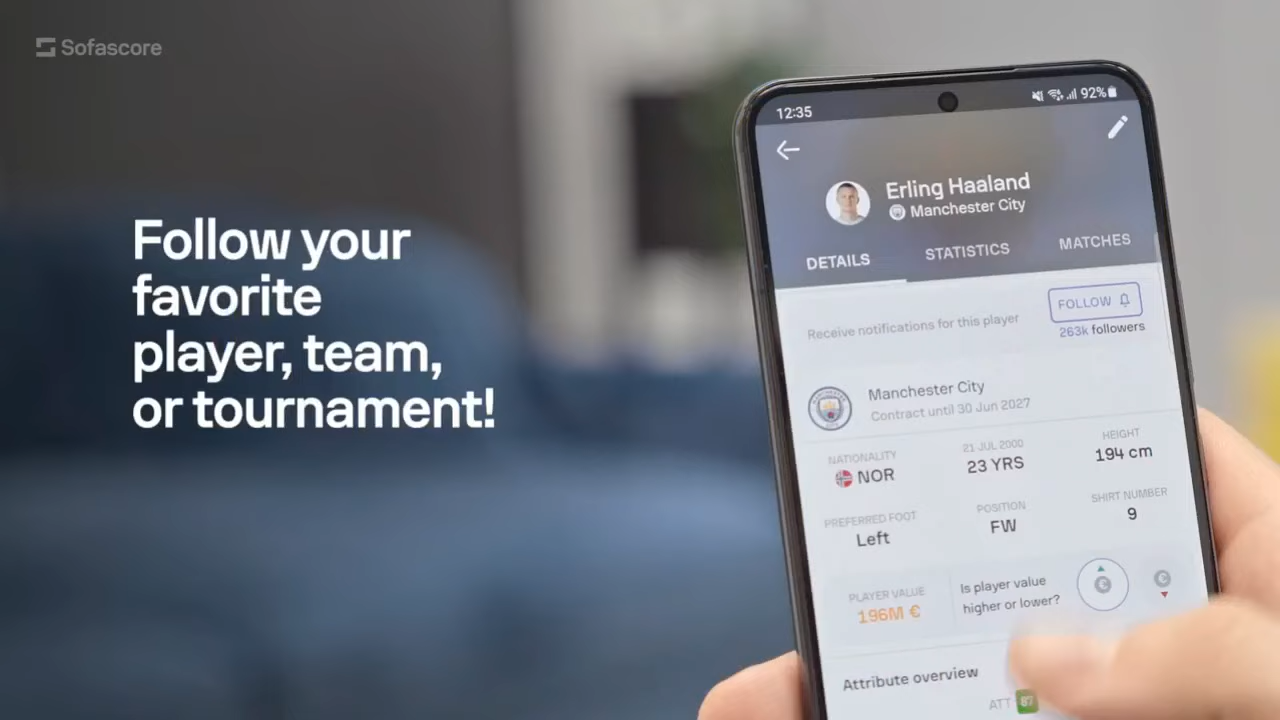 Sofascore
Follow your
favorite
player, team,
or tournament!
12:35
92%
Erling Haaland
Manchester City
DETAILS
STATISTICS
MATCHES
Receive notifications for this player
FOLLOW
263k followers
Manchester City
Contract until 30 Jun 2027
NATIONALITY
NOR
21 JUL 2000
23 YRS
HEIGHT
194 cm
PREFERRED FOOT
Left
POSITION
FW
SHIRT NUMBER
9
PLAYER VALUE
196M €
Is player value
higher or lower?
Attribute overview
ATT 87